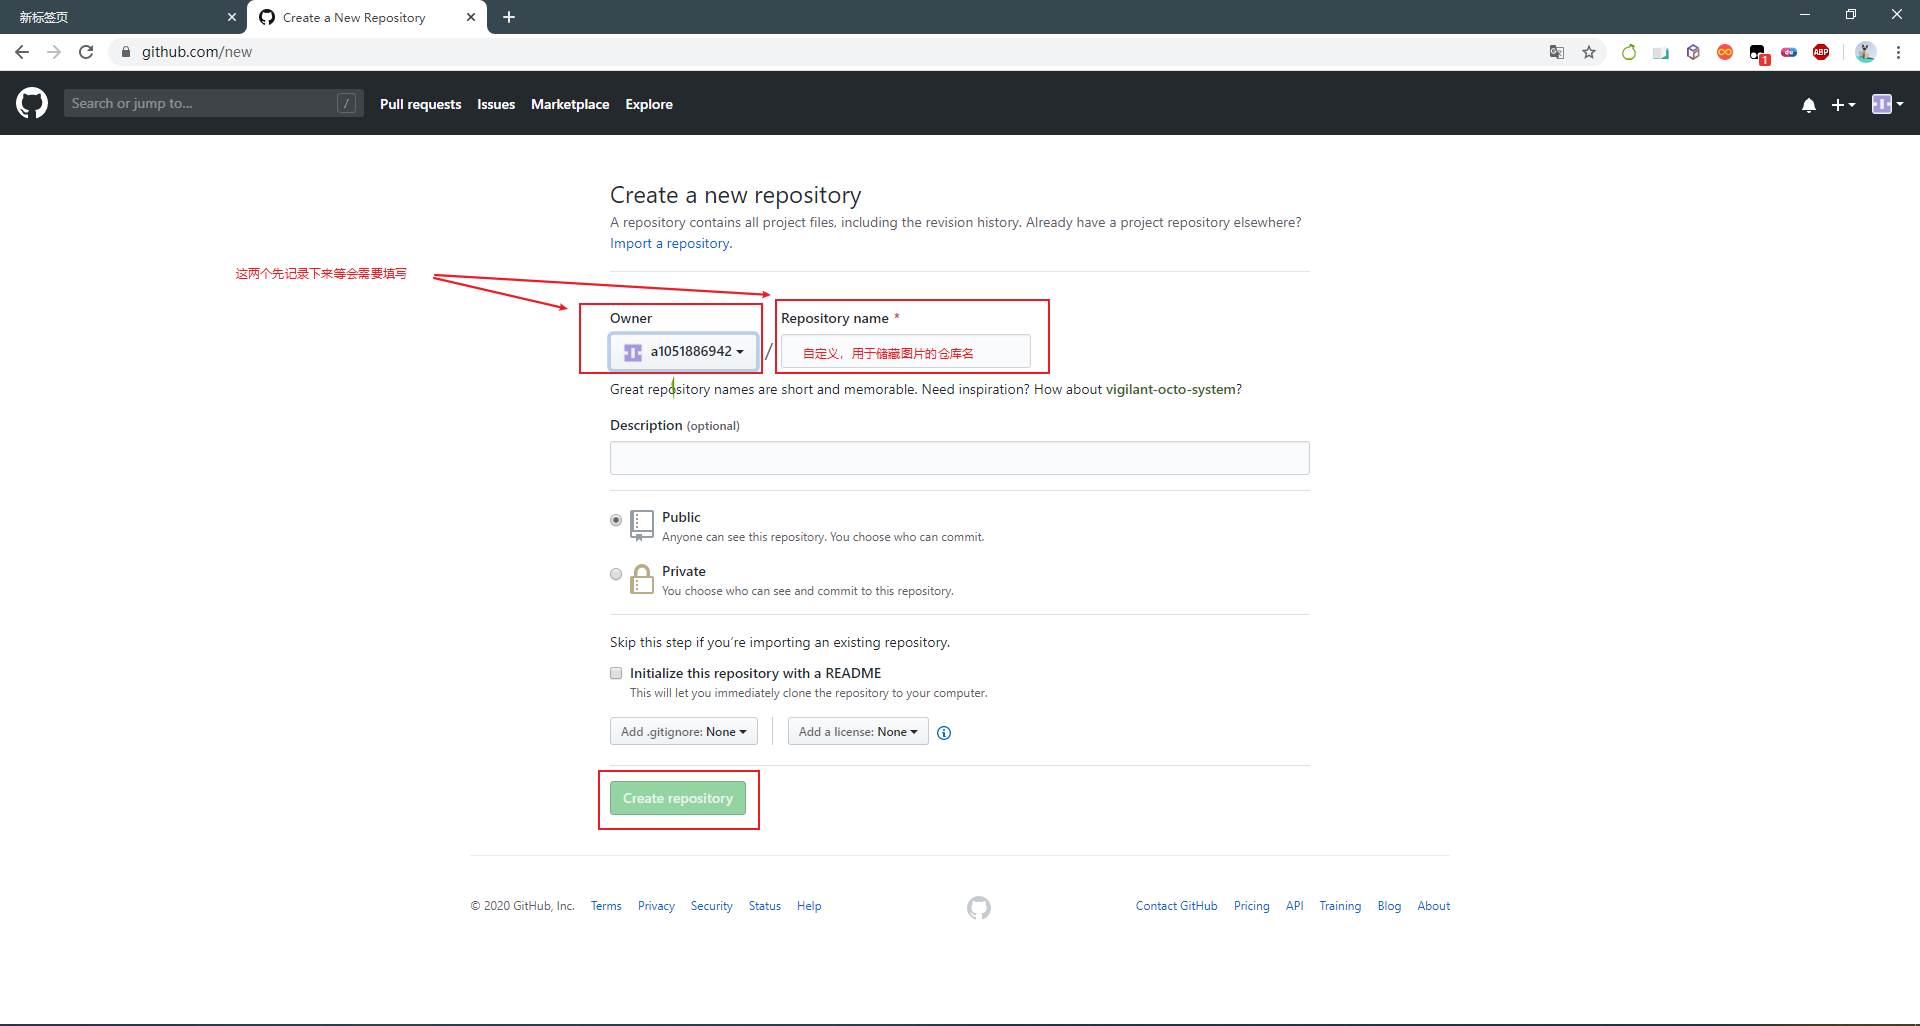 新标签页
Create a New Repository
github.com/new
1
du
ABP
Search or jump to...
/
Pull requests
Issues
Marketplace
Explore
Create a new repository
A repository contains all project files, including the revision history. Already have a project repository elsewhere?
Import a repository.
这两个先记录下来等会需要填写
Owner
Repository name *
a1051886942
/
自定义，用于储藏图片的仓库名
Great repository names are short and memorable. Need inspiration? How about vigilant-octo-system?
Description (optional)
Public
Anyone can see this repository. You choose who can commit.
Private
You choose who can see and commit to this repository.
Skip this step if you’re importing an existing repository.
Initialize this repository with a README
This will let you immediately clone the repository to your computer.
Add .gitignore: None
Add a license: None
Create repository
© 2020 GitHub, Inc.
Terms
Privacy
Security
Status
Help
Contact GitHub
Pricing
API
Training
Blog
About